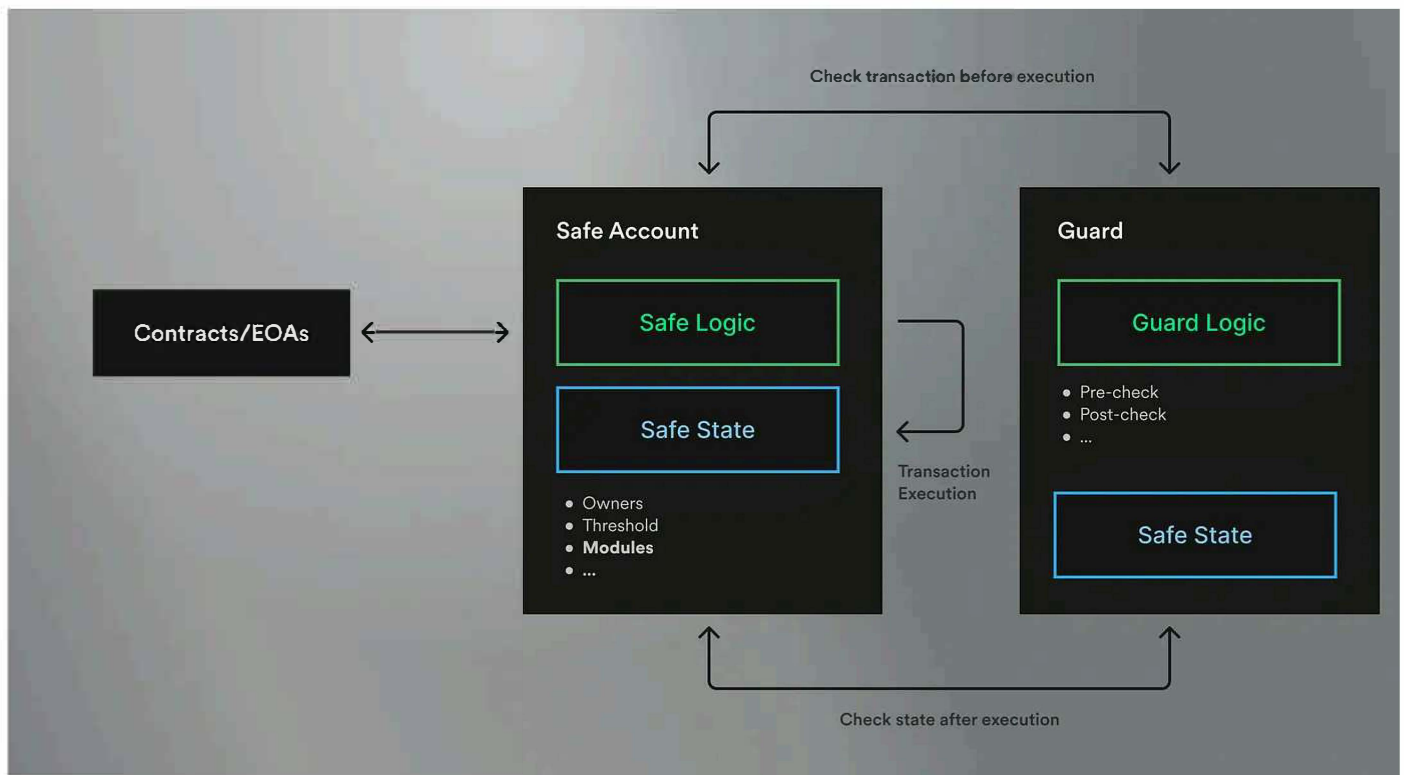 Check transaction before execution
Safe Account
Guard
Contracts/EOAs
Safe Logic
Guard Logic
Safe State
• Pre-check
• Post-check
• ...
Transaction
Execution
• Owners
• Threshold
• Modules
• ...
Safe State
Check state after execution